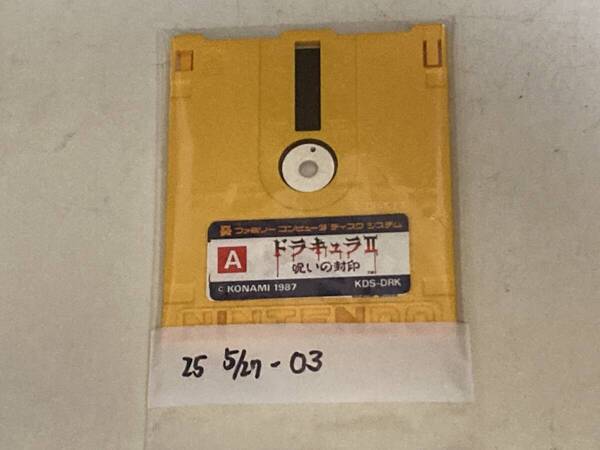 ファミリー コンピュータ ディスク システム
A
ドラキュラII
呪いの封印
© KONAMI 1987 KDS-DRK
NINTENDO
25 5/27-03